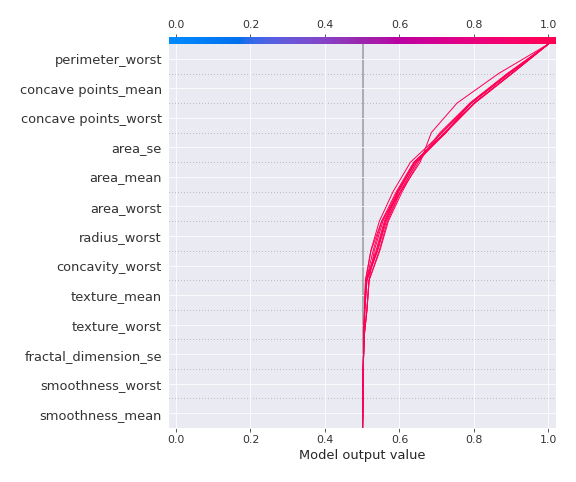 0.0 0.2 0.4 0.6 0.8 1.0
perimeter_worst
concave points_mean
concave points_worst
area_se
area_mean
area_worst
radius_worst
concavity_worst
texture_mean
texture_worst
fractal_dimension_se
smoothness_worst
smoothness_mean
0.0 0.2 0.4 0.6 0.8 1.0
Model output value